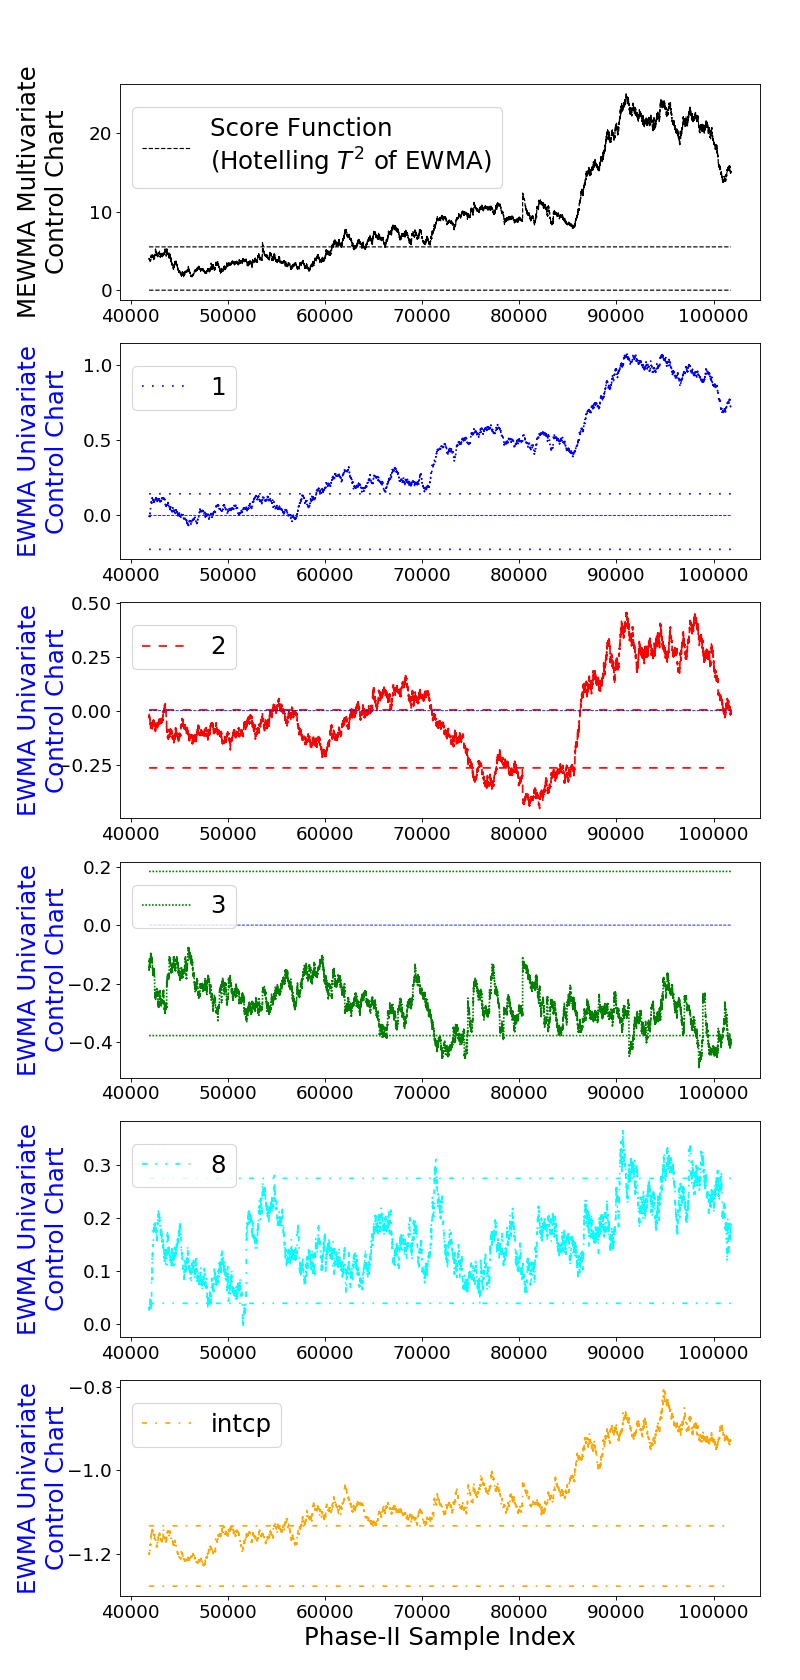 MEWMA Multivariate
Control Chart
Score Function
(Hotelling T² of EWMA)
20
10
0
40000 50000 60000 70000 80000 90000 100000
EWMA Univariate
Control Chart
1
1.0
0.5
0.0
40000 50000 60000 70000 80000 90000 100000
EWMA Univariate
Control Chart
2
0.50
0.25
0.00
−0.25
40000 50000 60000 70000 80000 90000 100000
EWMA Univariate
Control Chart
3
0.2
0.0
−0.2
−0.4
40000 50000 60000 70000 80000 90000 100000
EWMA Univariate
Control Chart
8
0.3
0.2
0.1
0.0
40000 50000 60000 70000 80000 90000 100000
EWMA Univariate
Control Chart
intcp
−0.8
−1.0
−1.2
40000 50000 60000 70000 80000 90000 100000
Phase-II Sample Index